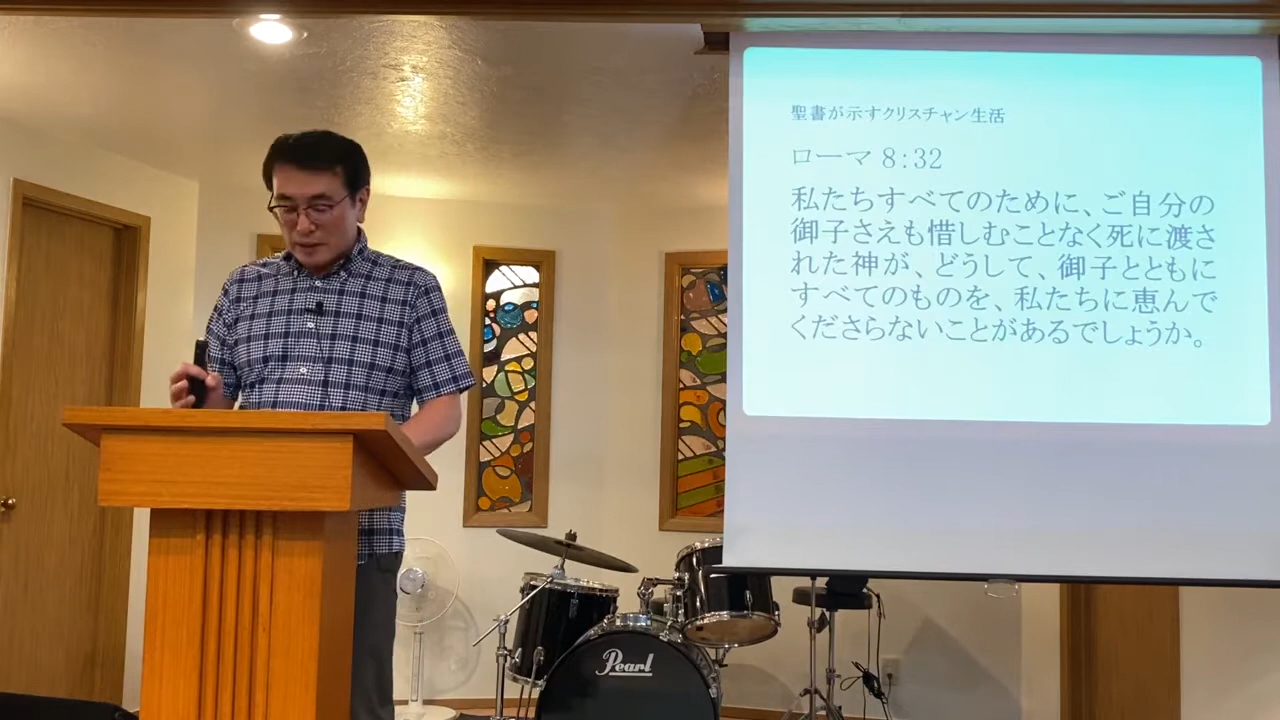 聖書が示すクリスチャン生活
ローマ 8:32
私たちすべてのために、ご自分の
御子さえも惜しむことなく死に渡さ
れた神が、どうして、御子とともに
すべてのものを、私たちに恵んで
くださらないことがあるでしょうか。
Pearl